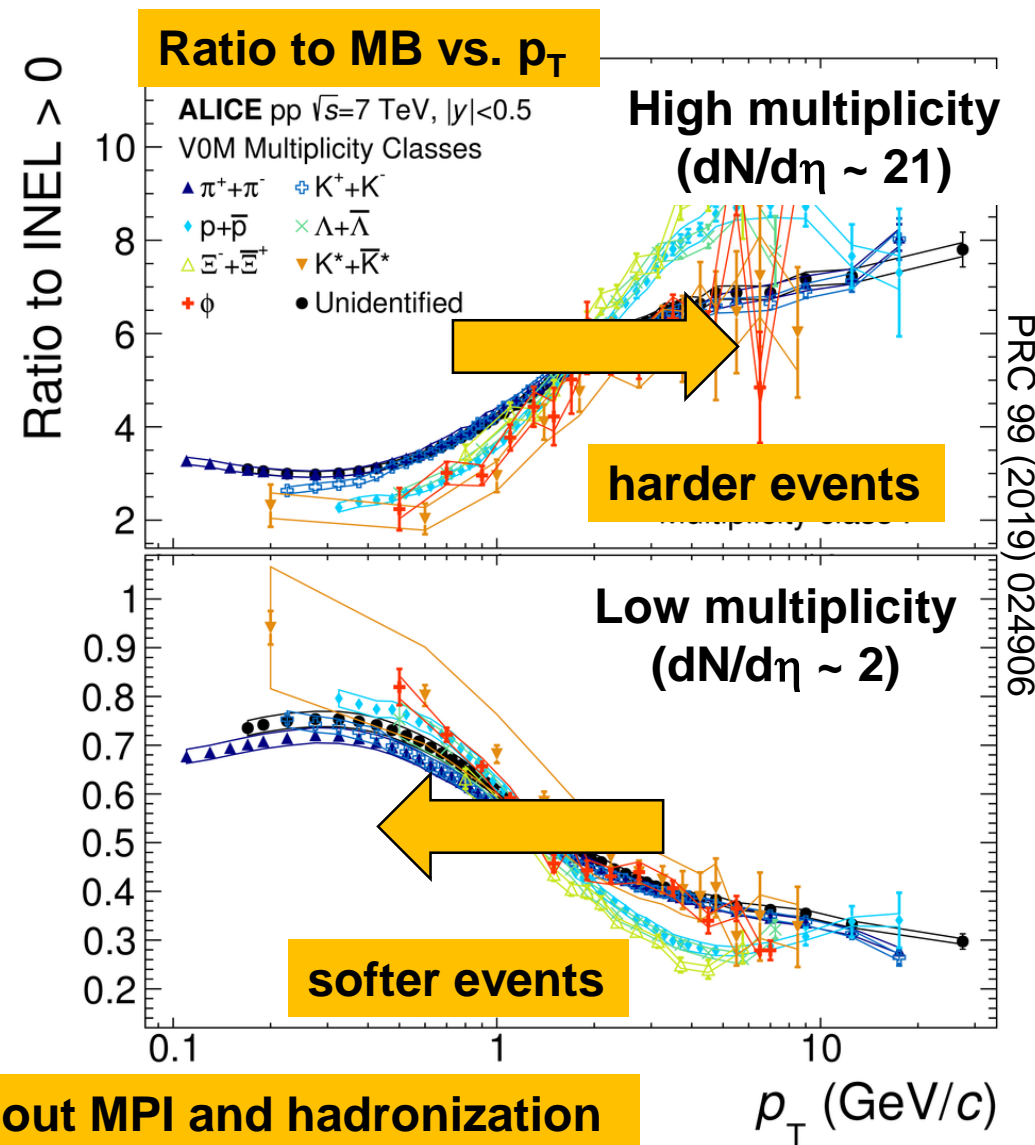 Ratio to MB vs. pT
Ratio to INEL > 0
ALICE pp √s=7 TeV, |y|<0.5
V0M Multiplicity Classes
π⁺+π⁻
K⁺+K⁻
p+p̅
Λ+Λ̅
Ξ⁻+Ξ̅⁺
K*+K̅*
ϕ
Unidentified
High multiplicity
(dN/dη ~ 21)
10
8
6
4
2
harder events
PRC 99 (2019) 024906
Low multiplicity
(dN/dη ~ 2)
1
0.9
0.8
0.7
0.6
0.5
0.4
0.3
0.2
softer events
0.1
1
10
pT (GeV/c)
out MPI and hadronization